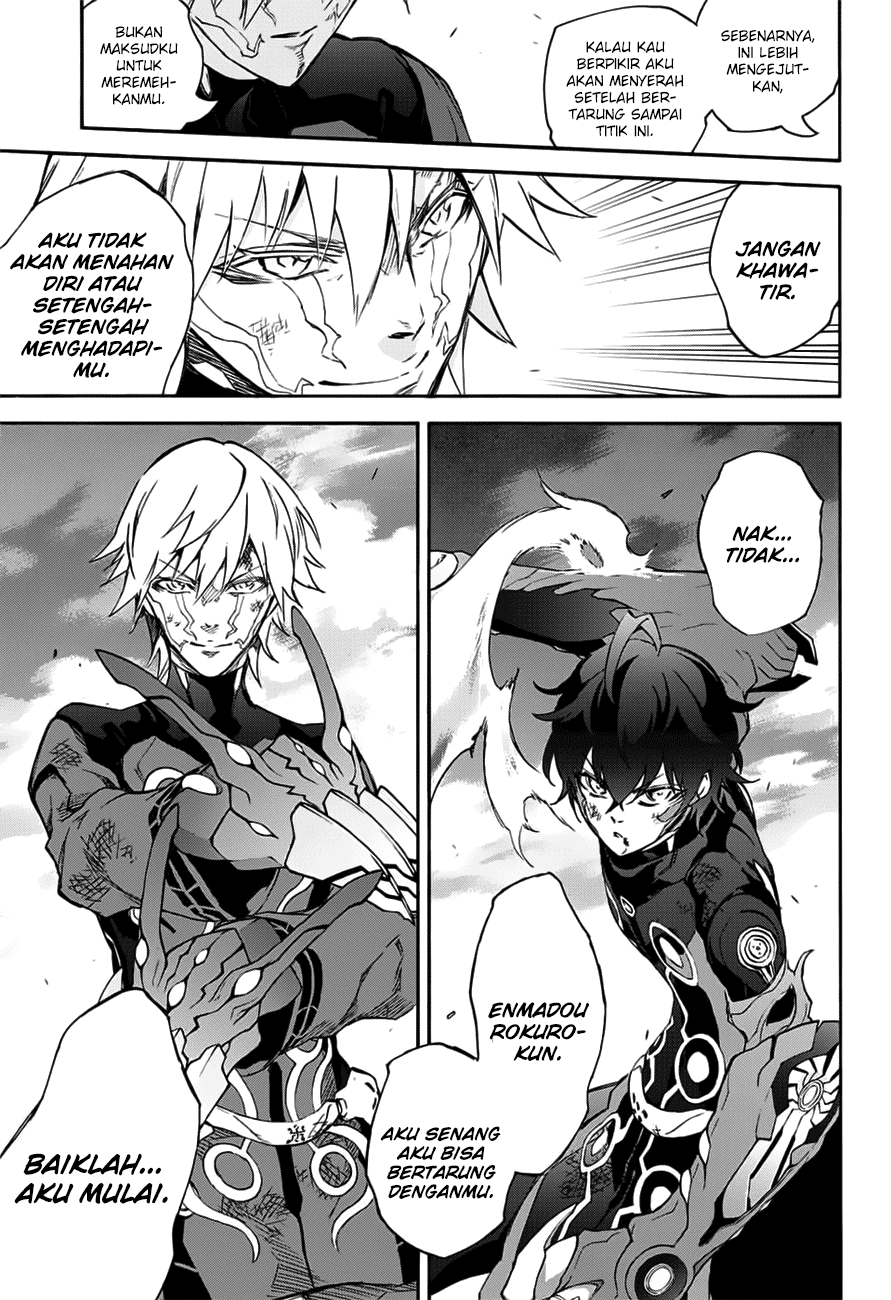 SEBENARNYA,
INI LEBIH
MENGEJUT-
KAN,
KALAU KAU
BERPIKIR AKU
AKAN MENYERAH
SETELAH BER-
TARUNG SAMPAI
TITIK INI.
BUKAN
MAKSUDKU
UNTUK
MEREMEH-
KANMU.
JANGAN
KHAWA-
TIR.
AKU TIDAK
AKAN MENAHAN
DIRI ATAU
SETENGAH-
SETENGAH
MENGHADAPI-
MU.
NAK...
TIDAK...
ENMADOU
ROKURO-
KUN.
AKU SENANG
AKU BISA
BERTARUNG
DENGANMU.
BAIKLAH...
AKU MULAI.